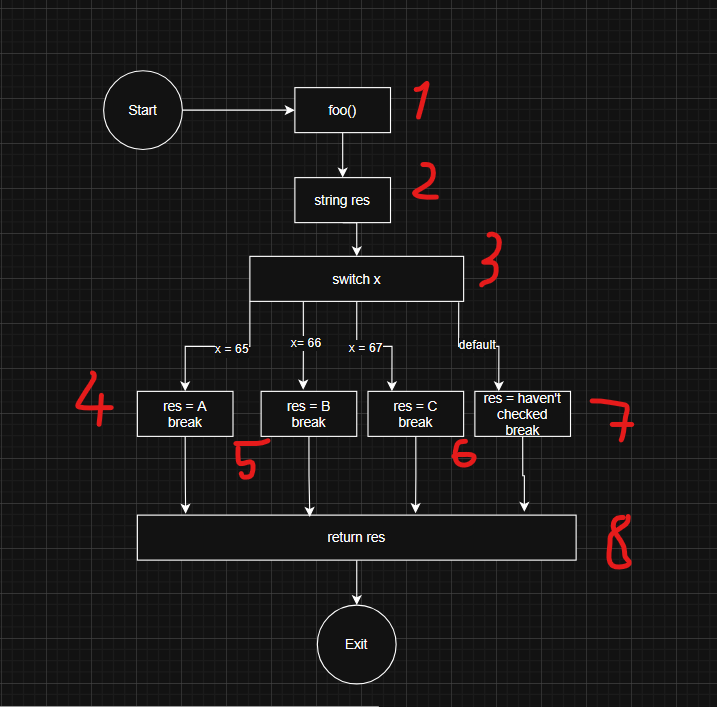 Start
foo()
1
string res
2
switch x
3
x = 65
x= 66
x = 67
default
4
res = A
break
5
res = B
break
6
res = C
break
7
res = haven't
checked
break
return res
8
Exit